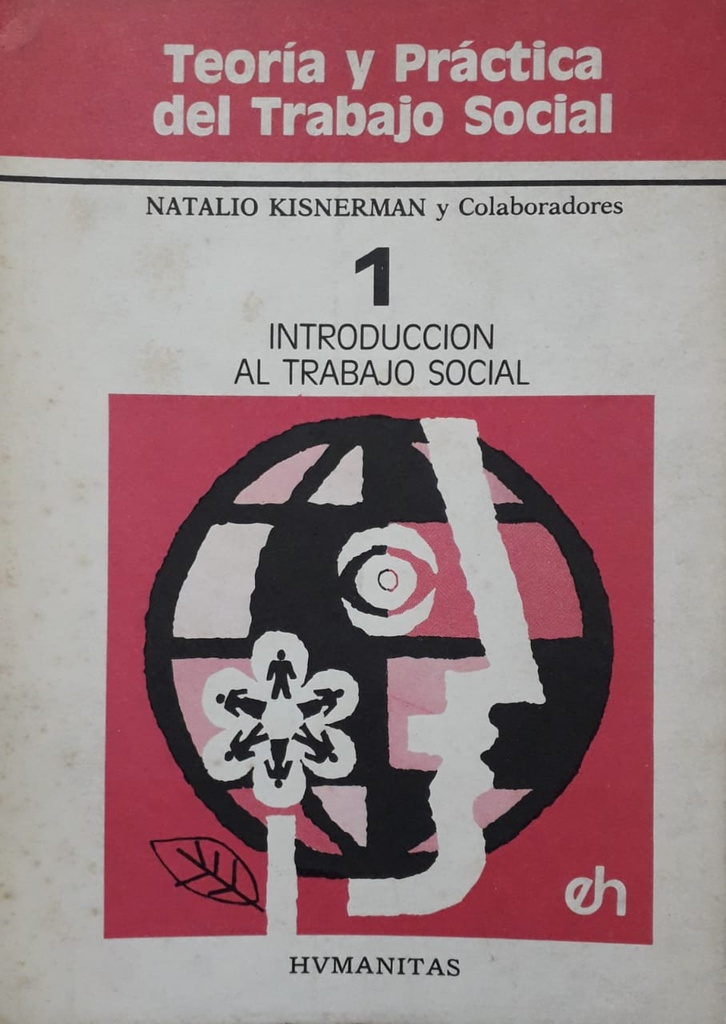 Teoría y Práctica
del Trabajo Social
NATALIO KISNERMAN y Colaboradores
1
INTRODUCCION
AL TRABAJO SOCIAL
eh
HVMANITAS